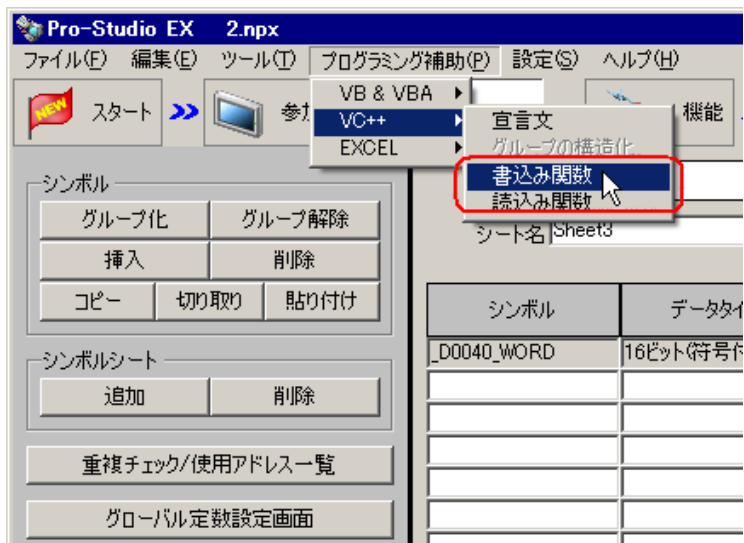 Pro-Studio EX 2.npx
ファイル(F) 編集(E) ツール(T) プログラミング補助(P) 設定(S) ヘルプ(H)
NEW スタート 機能
VB & VBA
VC++
EXCEL
宣言文
グループの構造化
書込み関数
読込み関数
シート名 Sheet3
シンボル
グループ化 グループ解除
挿入 削除
コピー 切り取り 貼り付け
シンボルシート
追加 削除
重複チェック/使用アドレス一覧
グローバル定数設定画面
シンボル データタイ
_D0040_WORD 16ビット(符号付